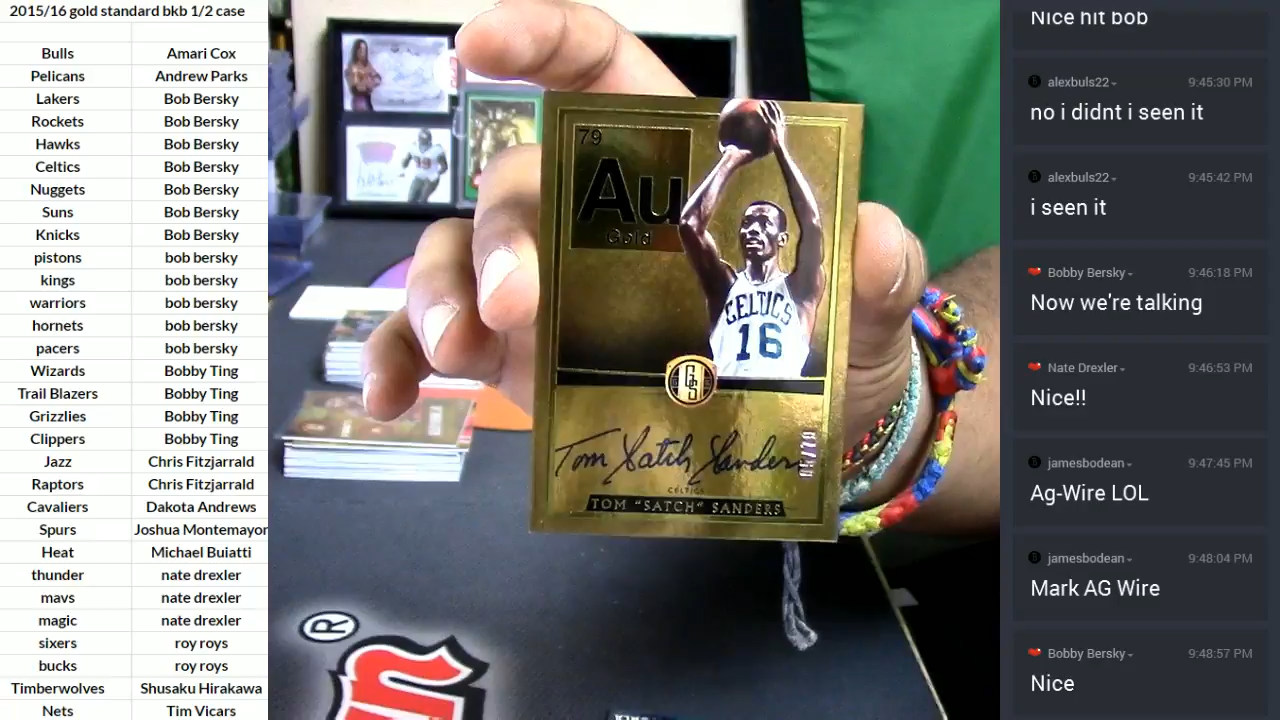 2015/16 gold standard bkb 1/2 case
Bulls Amari Cox
Pelicans Andrew Parks
Lakers Bob Bersky
Rockets Bob Bersky
Hawks Bob Bersky
Celtics Bob Bersky
Nuggets Bob Bersky
Suns Bob Bersky
Knicks Bob Bersky
pistons bob bersky
kings bob bersky
warriors bob bersky
hornets bob bersky
pacers bob bersky
Wizards Bobby Ting
Trail Blazers Bobby Ting
Grizzlies Bobby Ting
Clippers Bobby Ting
Jazz Chris Fitzjarrald
Raptors Chris Fitzjarrald
Cavaliers Dakota Andrews
Spurs Joshua Montemayor
Heat Michael Buiatti
thunder nate drexler
mavs nate drexler
magic nate drexler
sixers roy roys
bucks roy roys
Timberwolves Shusaku Hirakawa
Nets Tim Vicars
79
Au
Gold
CELTICS
16
GS
Tom Satch Sanders
CELTICS
TOM "SATCH" SANDERS
®
Nice hit bob
alexbuls22 9:45:30 PM
no i didnt i seen it
alexbuls22 9:45:42 PM
i seen it
Bobby Bersky 9:46:18 PM
Now we're talking
Nate Drexler 9:46:53 PM
Nice!!
jamesbodean 9:47:45 PM
Ag-Wire LOL
jamesbodean 9:48:04 PM
Mark AG Wire
Bobby Bersky 9:48:57 PM
Nice